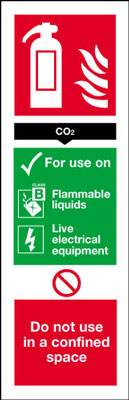 CO2
For use on
CLASS
B
Flammable
liquids
Live
electrical
equipment
Do not use
in a confined
space